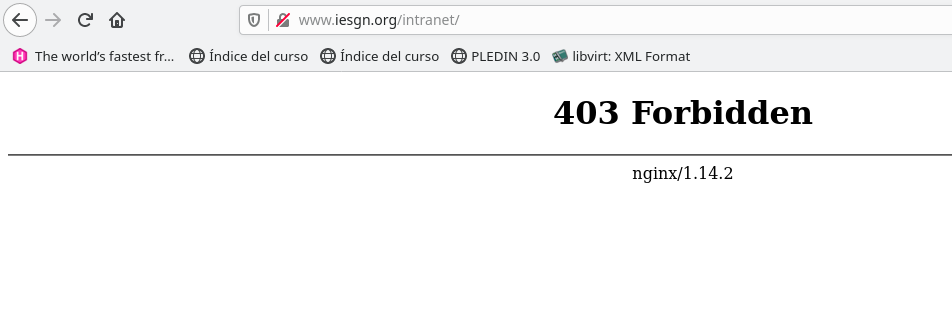 www.iesgn.org/intranet/
The world's fastest fr... Índice del curso Índice del curso PLEDIN 3.0 libvirt: XML Format
403 Forbidden
nginx/1.14.2